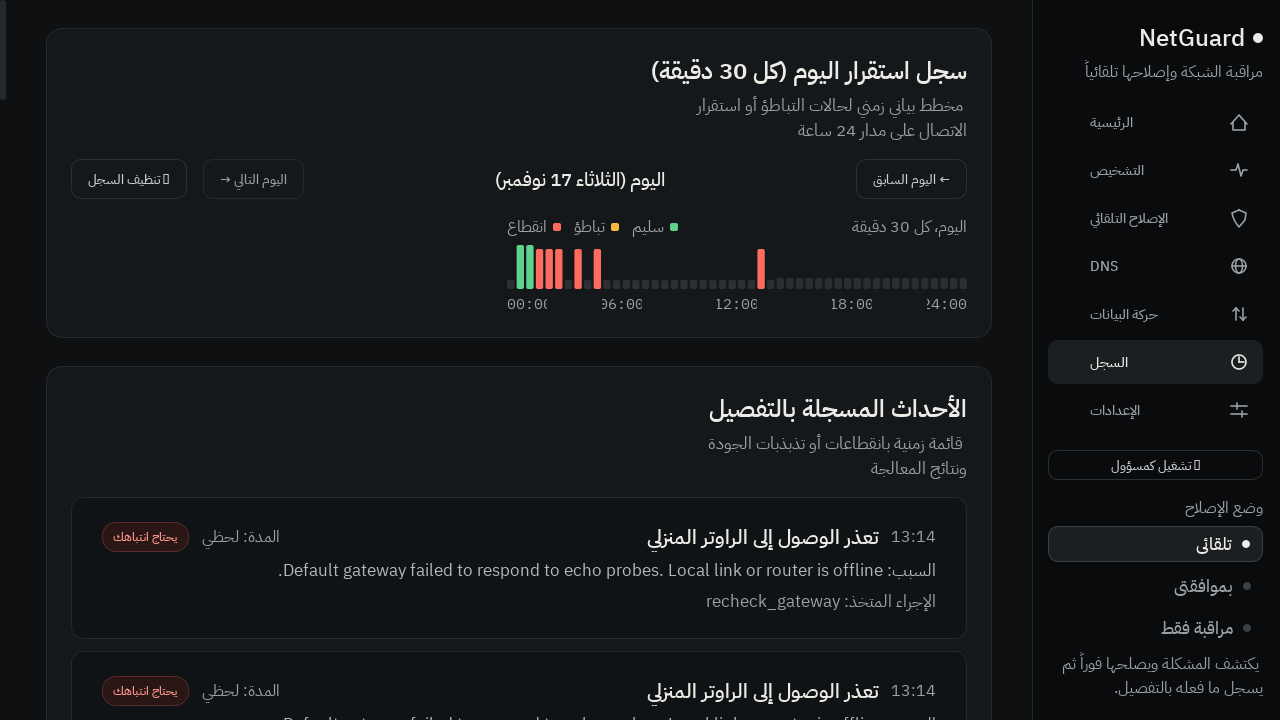 NetGuard
مراقبة الشبكة وإصلاحها تلقائياً
الرئيسية
التشخيص
الإصلاح التلقائي
DNS
حركة البيانات
السجل
الإعدادات
تشغيل كمسؤول
وضع الإصلاح
تلقائى
بموافقتى
مراقبة فقط
يكتشف المشكلة ويصلحها فوراً ثم
يسجل ما فعله بالتفصيل.
سجل استقرار اليوم (كل 30 دقيقة)
مخطط بياني زمني لحالات التباطؤ أو استقرار
الاتصال على مدار 24 ساعة
← اليوم السابق
اليوم (الثلاثاء 17 نوفمبر)
اليوم التالي →
تنظيف السجل
اليوم، كل 30 دقيقة
سليم تباطؤ انقطاع
00:00 06:00 12:00 18:00 24:00
الأحداث المسجلة بالتفصيل
قائمة زمنية بانقطاعات أو تذبذبات الجودة
ونتائج المعالجة
13:14 تعذر الوصول إلى الراوتر المنزلي المدة: لحظي يحتاج انتباهك
السبب: Default gateway failed to respond to echo probes. Local link or router is offline.
الإجراء المتخذ: recheck_gateway
13:14 تعذر الوصول إلى الراوتر المنزلي المدة: لحظي يحتاج انتباهك